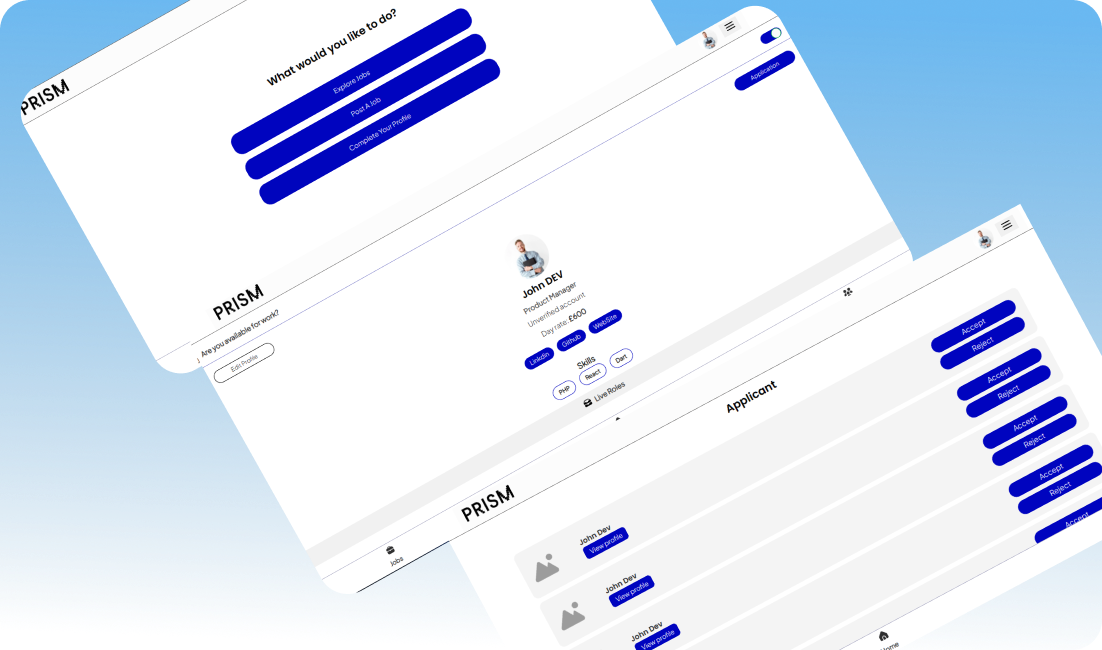 PRISM
What would you like to do?
Explore Jobs
Post A Job
Complete Your Profile
PRISM
Are you available for work?
Edit Profile
Application
John DEV
Product Manager
Unverified account
Day rate: £600
Linkdin
Github
WebSite
Skills
PHP
React
Dart
Live Roles
Jobs
PRISM
Applicant
John Dev
View profile
Accept
Reject
John Dev
View profile
Accept
Reject
John Dev
View profile
Accept
Reject
Accept
Reject
Accept